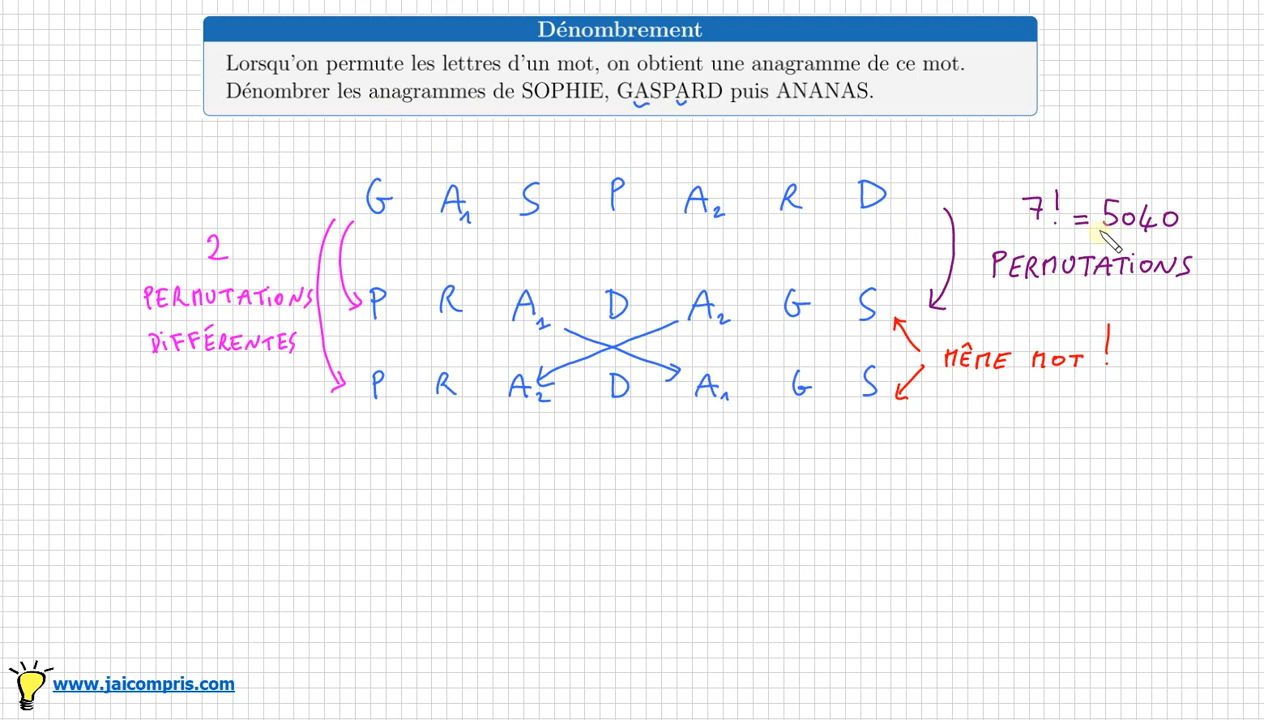 Dénombrement
Lorsqu'on permute les lettres d'un mot, on obtient une anagramme de ce mot.
Dénombrer les anagrammes de SOPHIE, GASPARD puis ANANAS.
G A₁ S P A₂ R D
7! = 5040
PERMUTATIONS
2
PERMUTATIONS
DIFFÉRENTES
P R A₁ D A₂ G S
P R A₂ D A₁ G S
MÊME MOT !
www.jaicompris.com